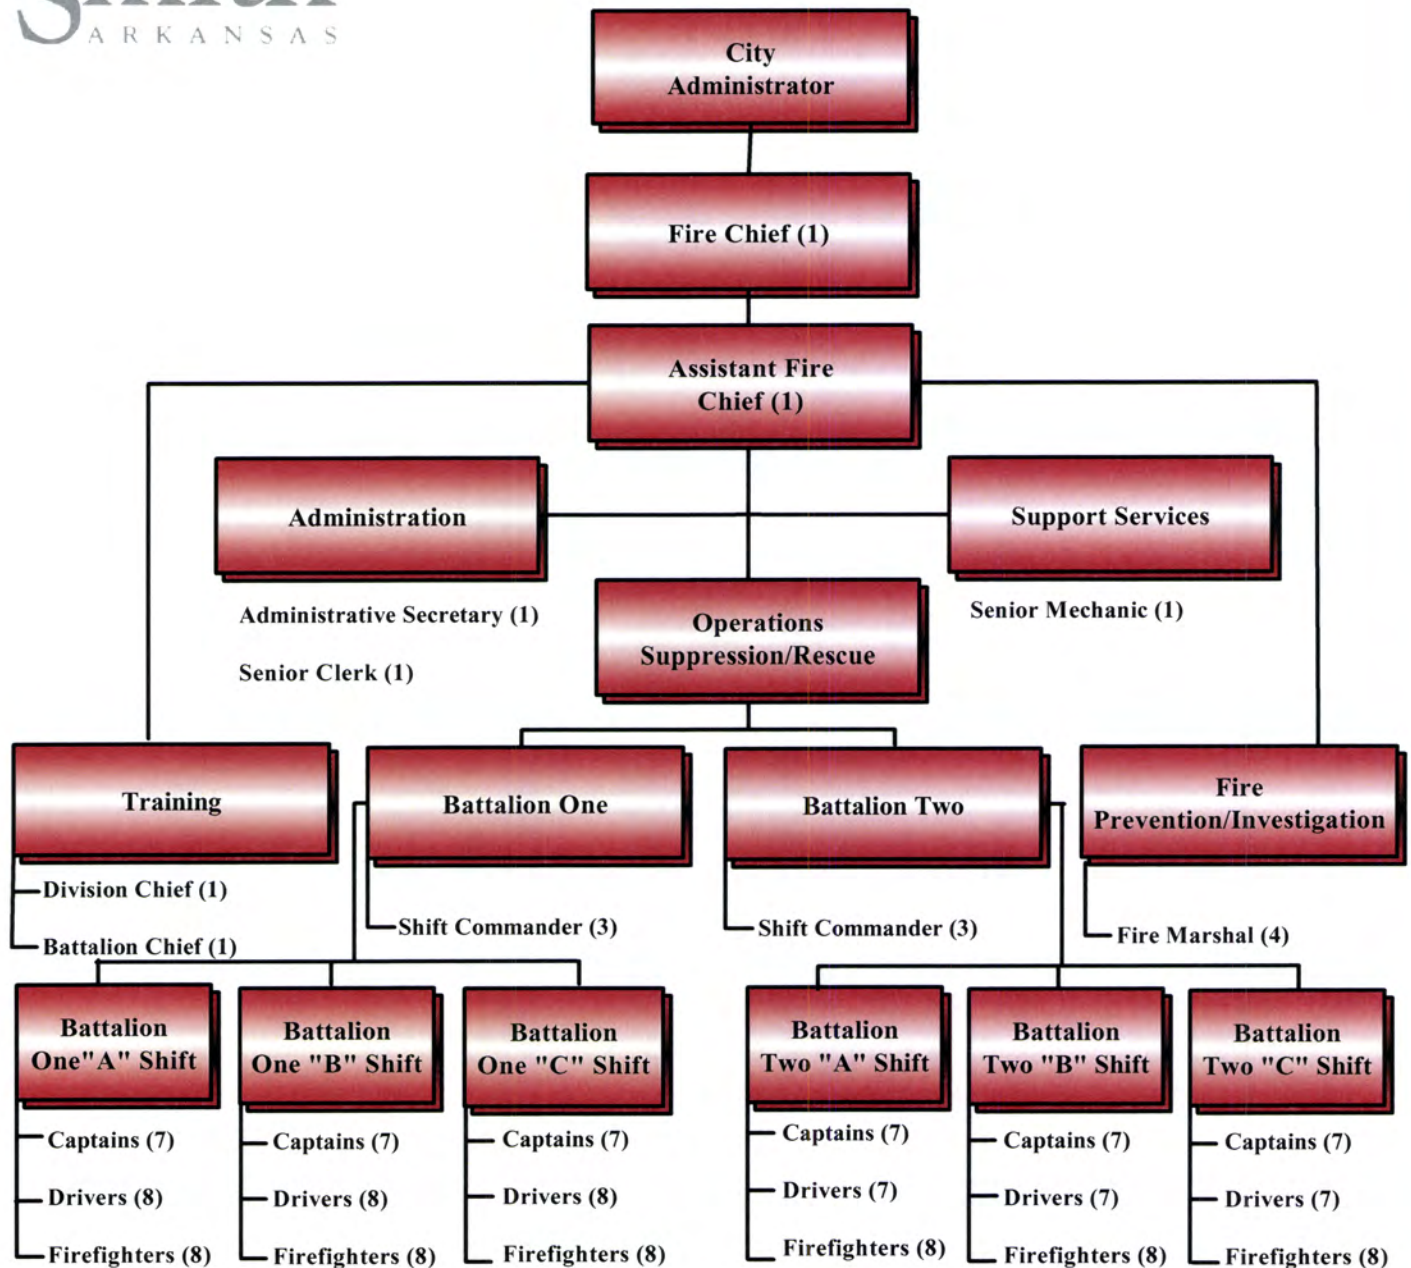 ARKANSAS
City
Administrator
Fire Chief (1)
Assistant Fire
Chief (1)
Administration
Support Services
Administrative Secretary (1)
Senior Clerk (1)
Senior Mechanic (1)
Operations
Suppression/Rescue
Training
Battalion One
Battalion Two
Fire
Prevention/Investigation
Division Chief (1)
Battalion Chief (1)
Shift Commander (3)
Shift Commander (3)
Fire Marshal (4)
Battalion
One"A" Shift
Captains (7)
Drivers (8)
Firefighters (8)
Battalion
One "B" Shift
Captains (7)
Drivers (8)
Firefighters (8)
Battalion
One "C" Shift
Captains (7)
Drivers (8)
Firefighters (8)
Battalion
Two "A" Shift
Captains (7)
Drivers (7)
Firefighters (8)
Battalion
Two "B" Shift
Captains (7)
Drivers (7)
Firefighters (8)
Battalion
Two "C" Shift
Captains (7)
Drivers (7)
Firefighters (8)